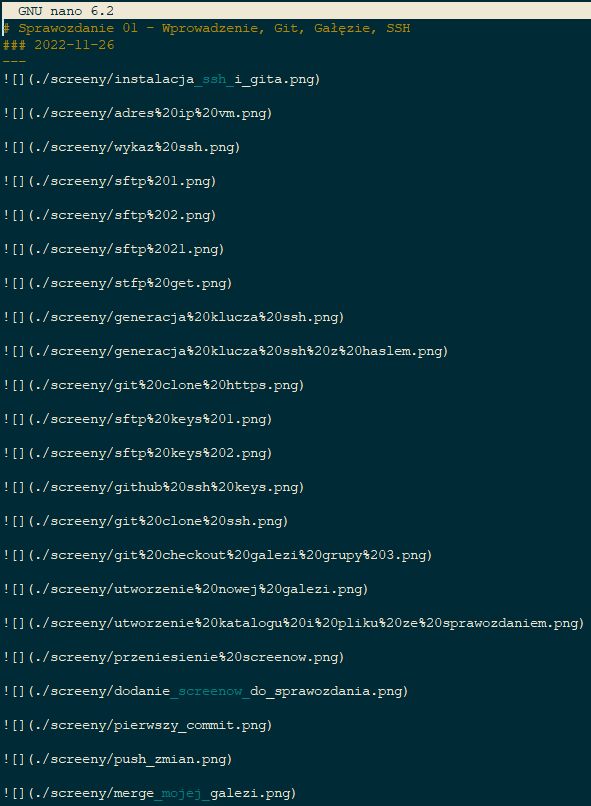 GNU nano 6.2
# Sprawozdanie 01 - Wprowadzenie, Git, Gałęzie, SSH
### 2022-11-26
---
![](./screeny/instalacja_ssh_i_gita.png)
![](./screeny/adres%20ip%20vm.png)
![](./screeny/wykaz%20ssh.png)
![](./screeny/sftp%201.png)
![](./screeny/sftp%202.png)
![](./screeny/sftp%2021.png)
![](./screeny/stfp%20get.png)
![](./screeny/generacja%20klucza%20ssh.png)
![](./screeny/generacja%20klucza%20ssh%20z%20haslem.png)
![](./screeny/git%20clone%20https.png)
![](./screeny/sftp%20keys%201.png)
![](./screeny/sftp%20keys%202.png)
![](./screeny/github%20ssh%20keys.png)
![](./screeny/git%20clone%20ssh.png)
![](./screeny/git%20checkout%20galezi%20grupy%203.png)
![](./screeny/utworzenie%20nowej%20galezi.png)
![](./screeny/utworzenie%20katalogu%20i%20pliku%20ze%20sprawozdaniem.png)
![](./screeny/przeniesienie%20screenow.png)
![](./screeny/dodanie_screenow_do_sprawozdania.png)
![](./screeny/pierwszy_commit.png)
![](./screeny/push_zmian.png)
![](./screeny/merge_mojej_galezi.png)